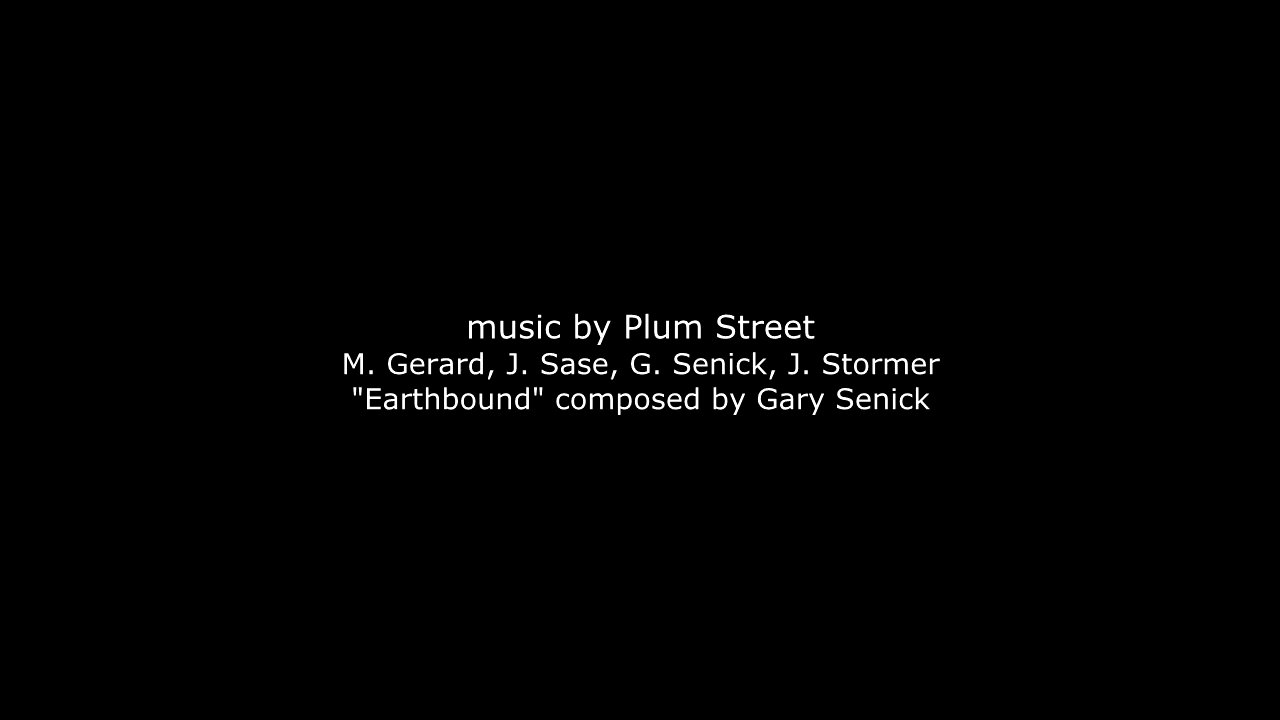 music by Plum Street
M. Gerard, J. Sase, G. Senick, J. Stormer
"Earthbound" composed by Gary Senick